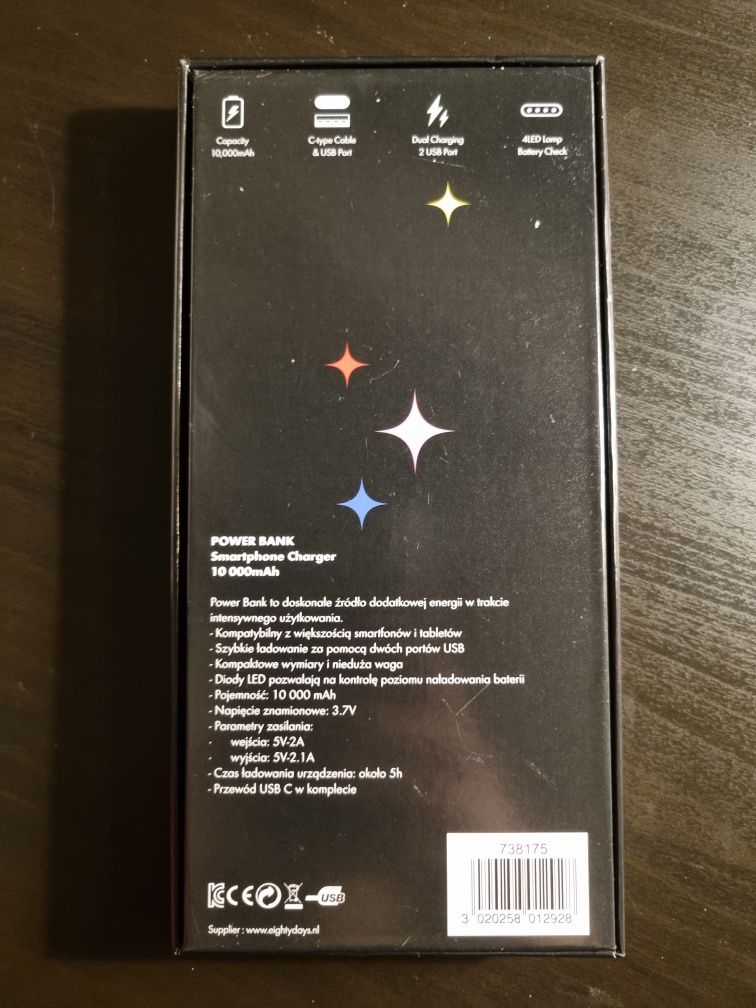 Capacity
10,000mAh
C-type Cable
& USB Port
Dual Charging
2 USB Port
4LED Lamp
Battery Check
POWER BANK
Smartphone Charger
10 000mAh
Power Bank to doskonałe źródło dodatkowej energii w trakcie
intensywnego użytkowania.
- Kompatybilny z większością smartfonów i tabletów
- Szybkie ładowanie za pomocą dwóch portów USB
- Kompaktowe wymiary i nieduża waga
- Diody LED pozwalają na kontrolę poziomu naładowania baterii
- Pojemność: 10 000 mAh
- Napięcie znamionowe: 3.7V
- Parametry zasilania:
- wejścia: 5V-2A
- wyjścia: 5V-2.1A
- Czas ładowania urządzenia: około 5h
- Przewód USB C w komplecie
738175
3 020258 012928
CE USB
Supplier : www.eightydays.nl